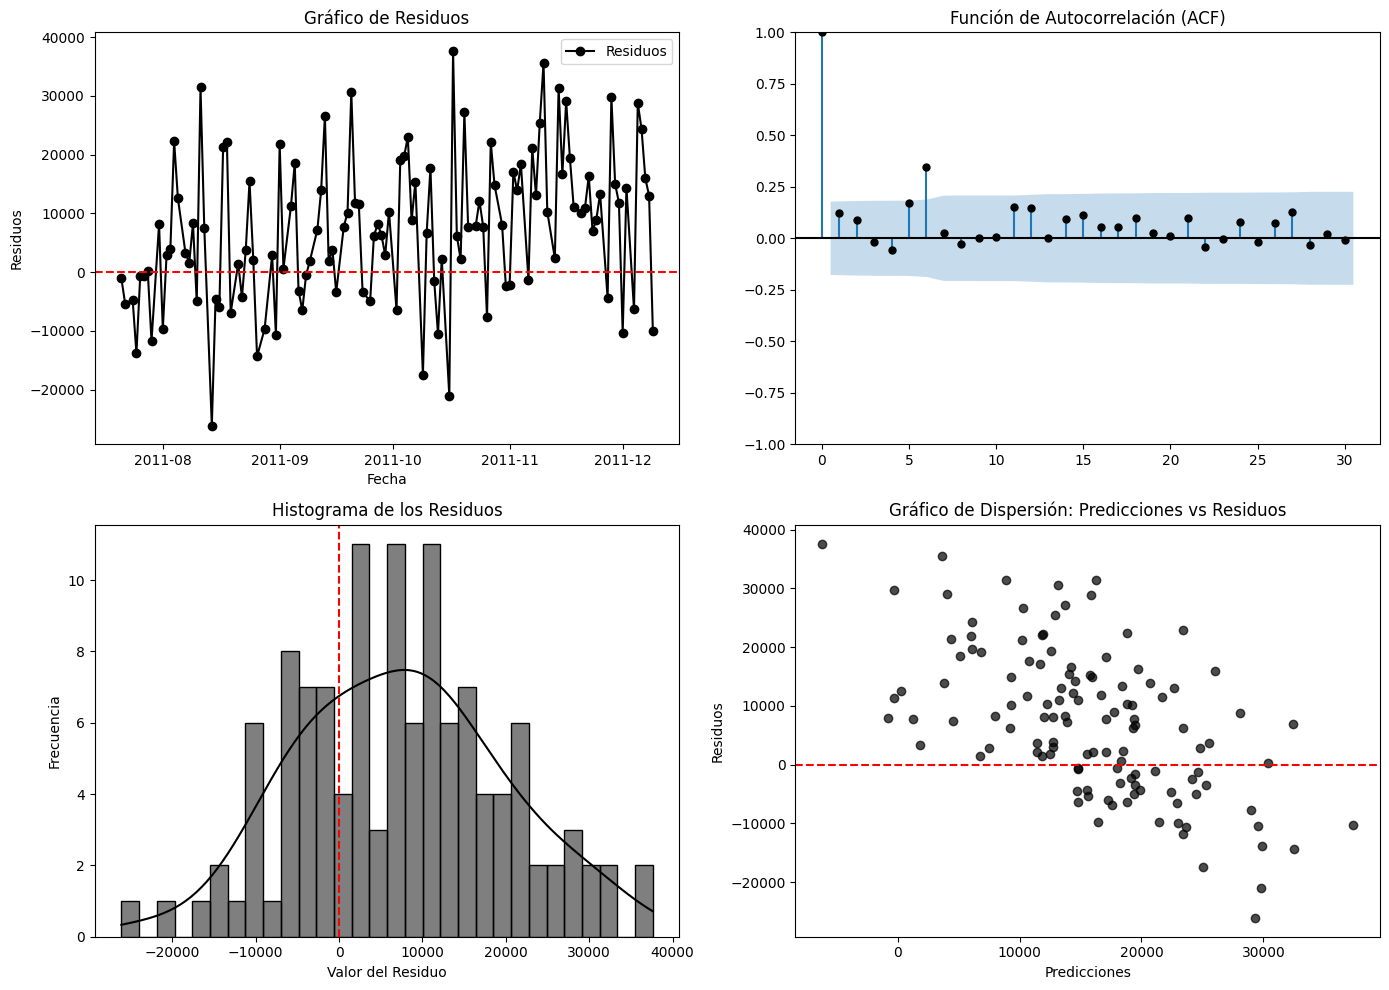 Gráfico de Residuos
Residuos
40000
30000
20000
10000
0
−10000
−20000
Residuos
2011-08 2011-09 2011-10 2011-11 2011-12
Fecha
Función de Autocorrelación (ACF)
1.00
0.75
0.50
0.25
0.00
−0.25
−0.50
−0.75
−1.00
0 5 10 15 20 25 30
Histograma de los Residuos
10
8
6
4
2
0
Frecuencia
−20000 −10000 0 10000 20000 30000 40000
Valor del Residuo
Gráfico de Dispersión: Predicciones vs Residuos
40000
30000
20000
10000
0
−10000
−20000
Residuos
0 10000 20000 30000
Predicciones